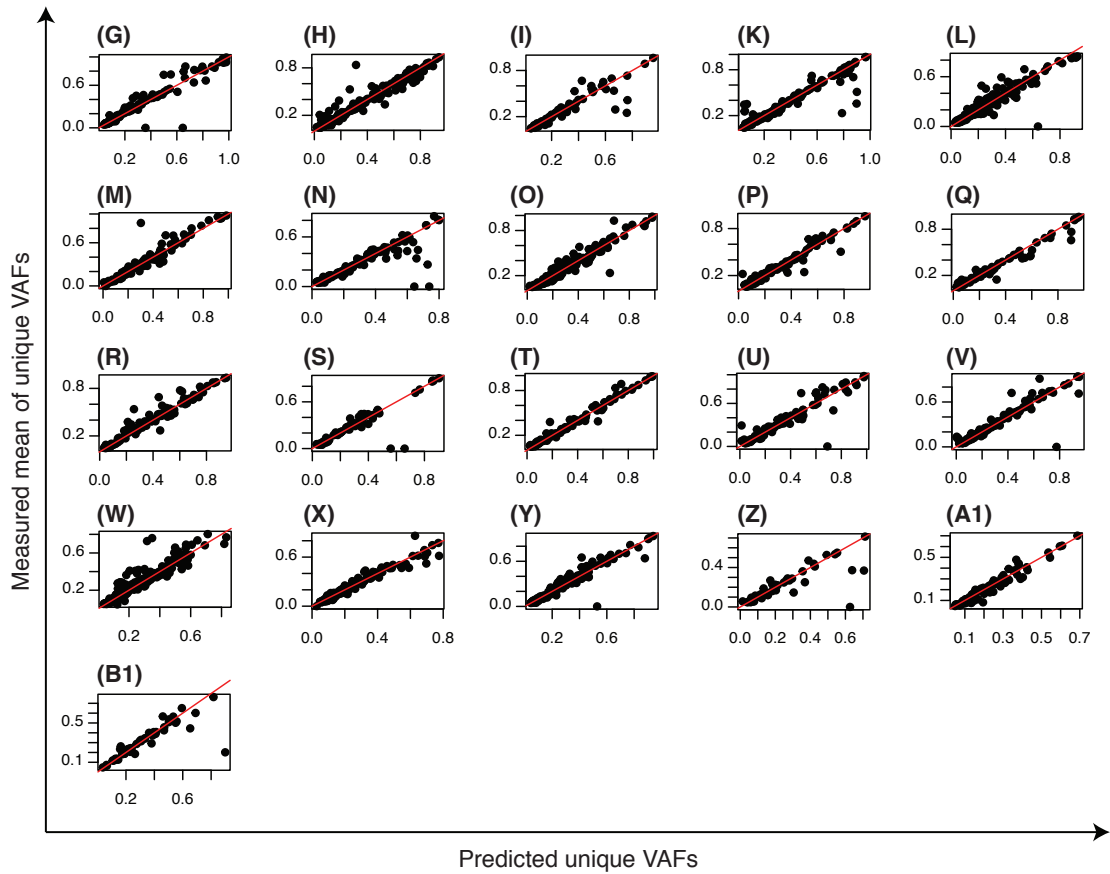 (G) (H) (I) (K) (L)
0.6 0.8 0.8 0.8 0.6
0.0 0.2 0.2 0.2 0.0
0.2 0.6 1.0 0.0 0.4 0.8 0.2 0.6 0.2 0.6 1.0 0.0 0.4 0.8
(M) (N) (O) (P) (Q)
0.6 0.6 0.8 0.8 0.8
0.0 0.0 0.2 0.2 0.2
0.0 0.4 0.8 0.0 0.4 0.8 0.0 0.4 0.8 0.0 0.4 0.8 0.0 0.4 0.8
(R) (S) (T) (U) (V)
0.8 0.6 0.8 0.6 0.6
0.2 0.0 0.2 0.0 0.0
0.0 0.4 0.8 0.0 0.4 0.8 0.0 0.4 0.8 0.0 0.4 0.8 0.0 0.4 0.8
(W) (X) (Y) (Z) (A1)
0.6 0.6 0.6 0.4 0.5
0.2 0.0 0.0 0.0 0.1
0.2 0.6 0.0 0.4 0.8 0.2 0.6 0.0 0.2 0.4 0.6 0.1 0.3 0.5 0.7
(B1)
0.5
0.1
0.2 0.6
Measured mean of unique VAFs
Predicted unique VAFs